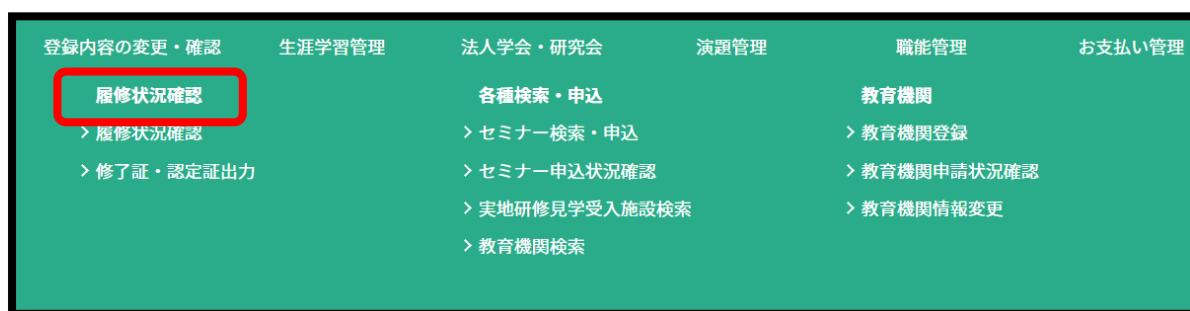 登録内容の変更・確認 生涯学習管理 法人学会・研究会 演題管理 職能管理 お支払い管理
履修状況確認 各種検索・申込 教育機関
> 履修状況確認 > セミナー検索・申込 > 教育機関登録
> 修了証・認定証出力 > セミナー申込状況確認 > 教育機関申請状況確認
> 実地研修見学受入施設検索 > 教育機関情報変更
> 教育機関検索